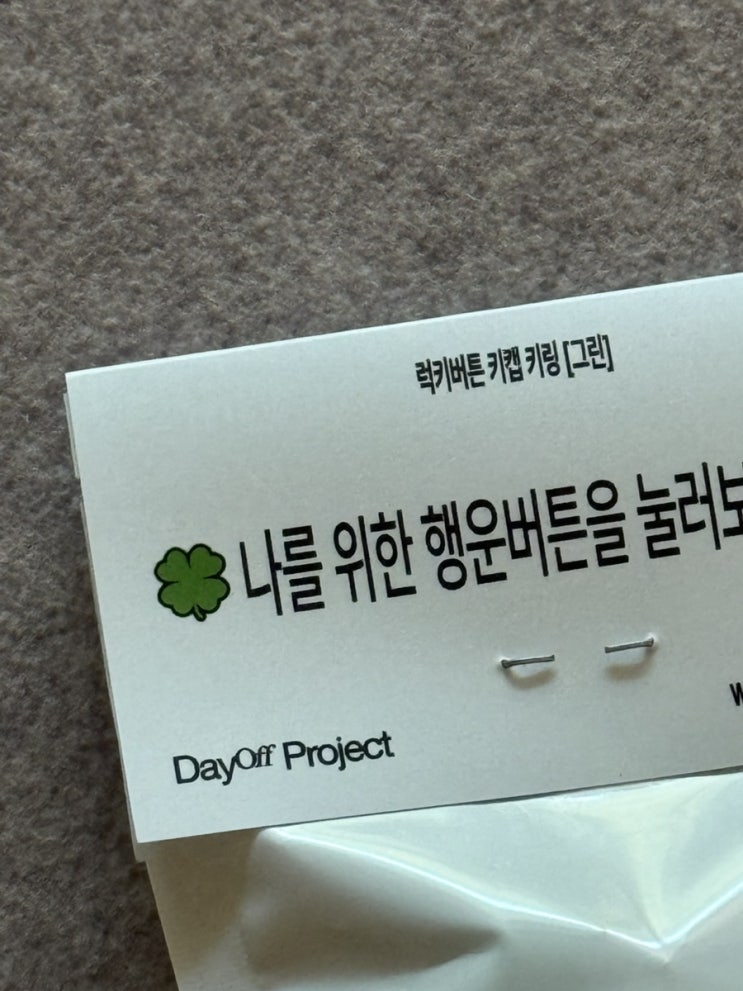 럭키버튼 키캡 키링 [그린]
나를 위한 행운버튼을 눌러보
DayOff Project